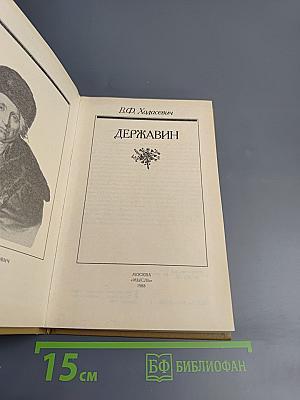 В.Ф. Ходасевич
ДЕРЖАВИН
МОСКВА
«МЫСЛЬ»
1988
15 см
БФ БИБЛИОФАН